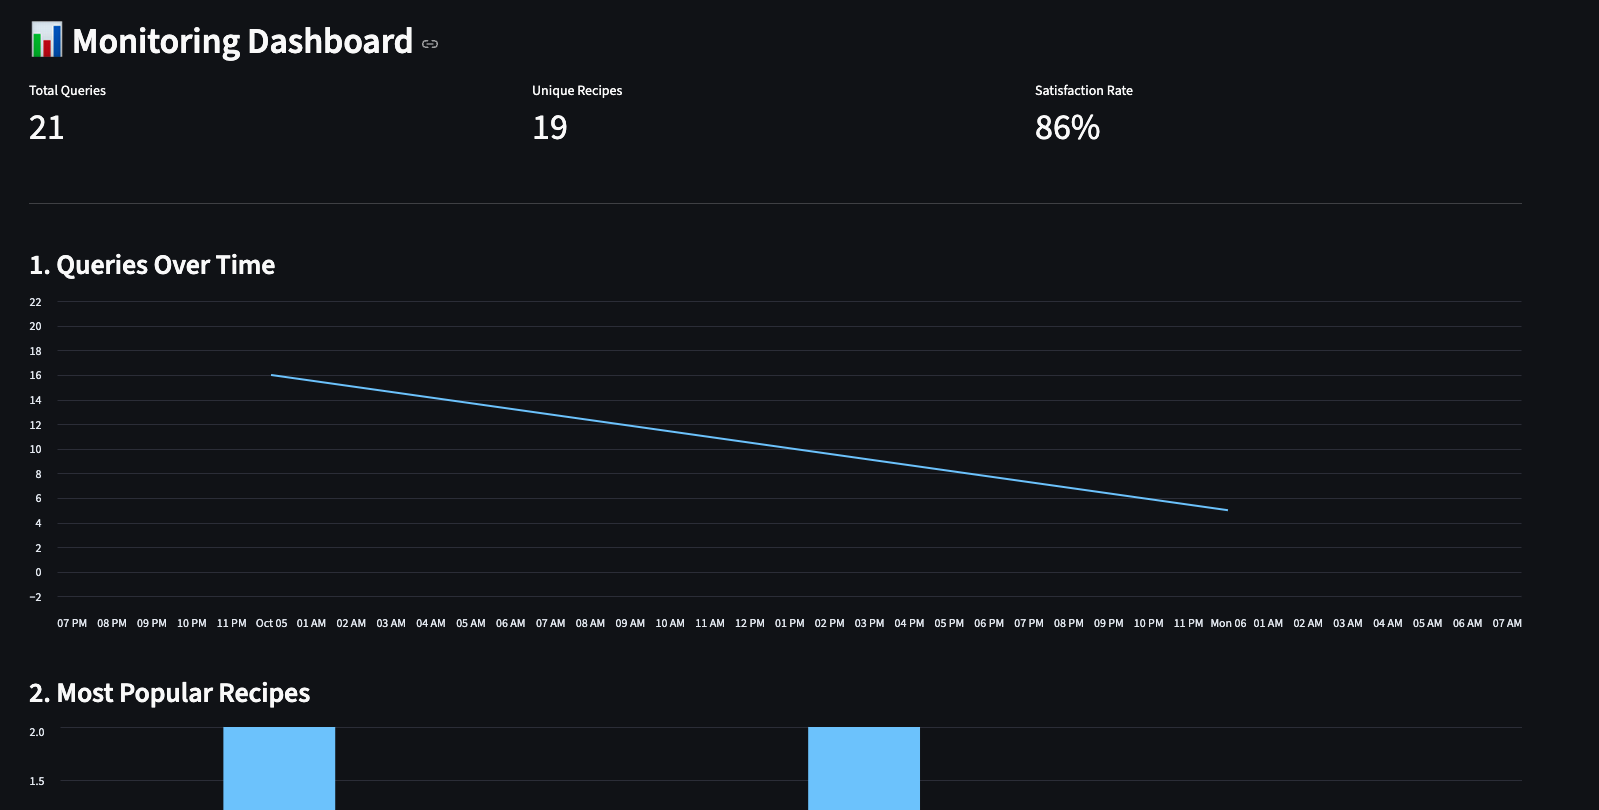 📊 Monitoring Dashboard
Total Queries Unique Recipes Satisfaction Rate
21 19 86%
1. Queries Over Time
22
20
18
16
14
12
10
8
6
4
2
0
−2
07 PM 08 PM 09 PM 10 PM 11 PM Oct 05 01 AM 02 AM 03 AM 04 AM 05 AM 06 AM 07 AM 08 AM 09 AM 10 AM 11 AM 12 PM 01 PM 02 PM 03 PM 04 PM 05 PM 06 PM 07 PM 08 PM 09 PM 10 PM 11 PM Mon 06 01 AM 02 AM 03 AM 04 AM 05 AM 06 AM 07 AM
2. Most Popular Recipes
2.0
1.5